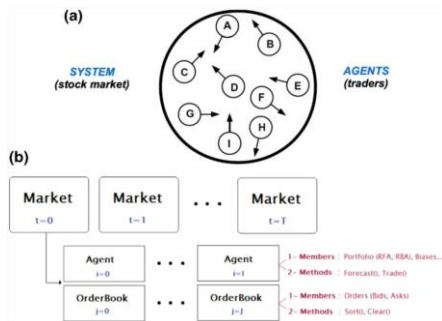 (a)
SYSTEM
(stock market)
AGENTS
(traders)
A
B
C
D
E
F
G
H
I
(b)
Market
t=0
Market
t=1
• • •
Market
t=T
Agent
i=0
• • •
Agent
i=I
1- Members : Portfolio (RFA, RBA), Biases...
2- Methods : Forecast(), Trade()
OrderBook
j=0
• • •
OrderBook
j=J
1- Members : Orders (Bids, Asks)
2- Methods : Sort(), Clear()